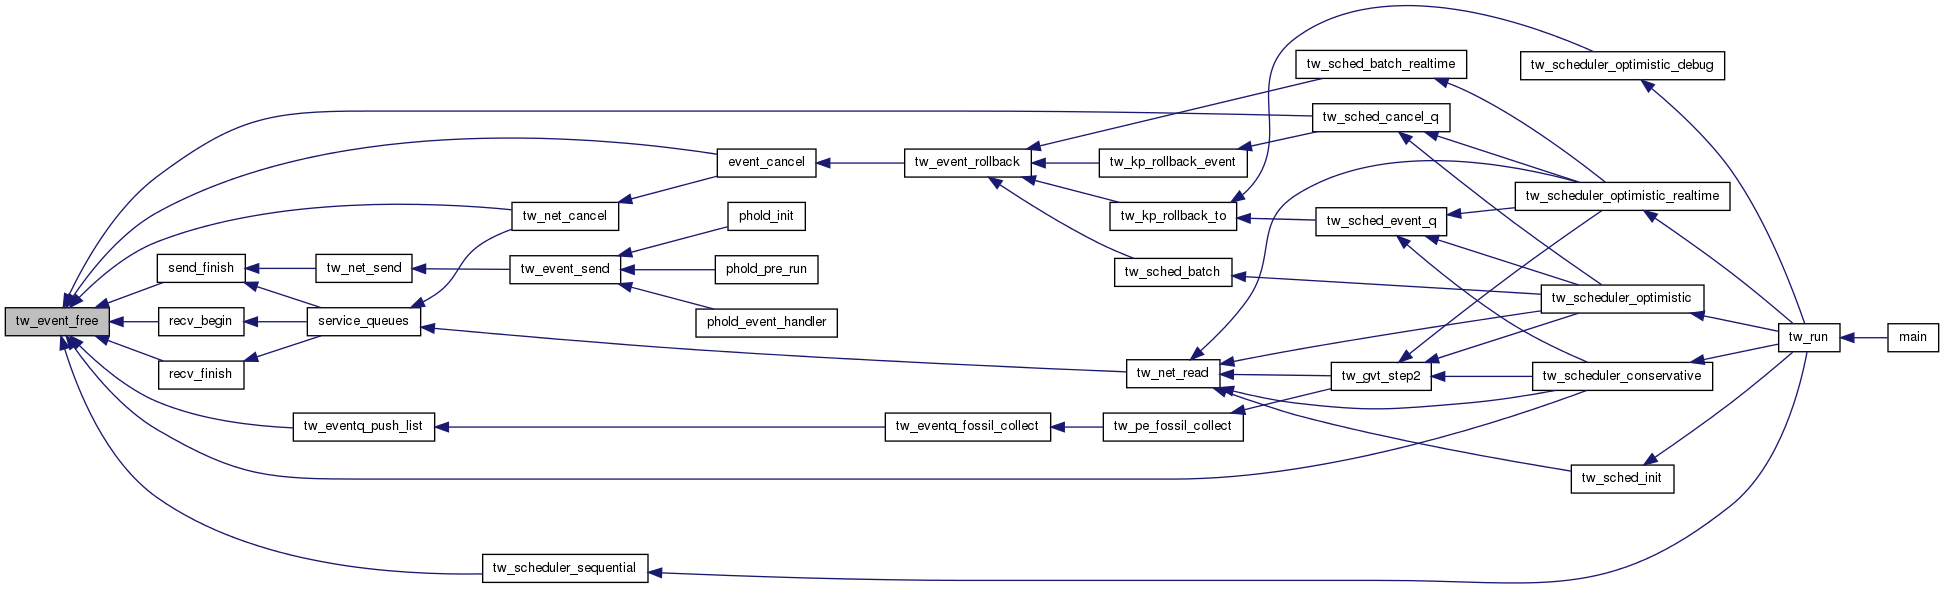 tw_event_free
send_finish
recv_begin
recv_finish
tw_net_send
service_queues
tw_eventq_push_list
tw_net_cancel
tw_event_send
tw_scheduler_sequential
event_cancel
phold_init
phold_pre_run
phold_event_handler
tw_event_rollback
tw_eventq_fossil_collect
tw_kp_rollback_event
tw_kp_rollback_to
tw_sched_batch
tw_net_read
tw_pe_fossil_collect
tw_sched_batch_realtime
tw_sched_cancel_q
tw_sched_event_q
tw_gvt_step2
tw_scheduler_optimistic_debug
tw_scheduler_optimistic_realtime
tw_scheduler_optimistic
tw_scheduler_conservative
tw_sched_init
tw_run
main